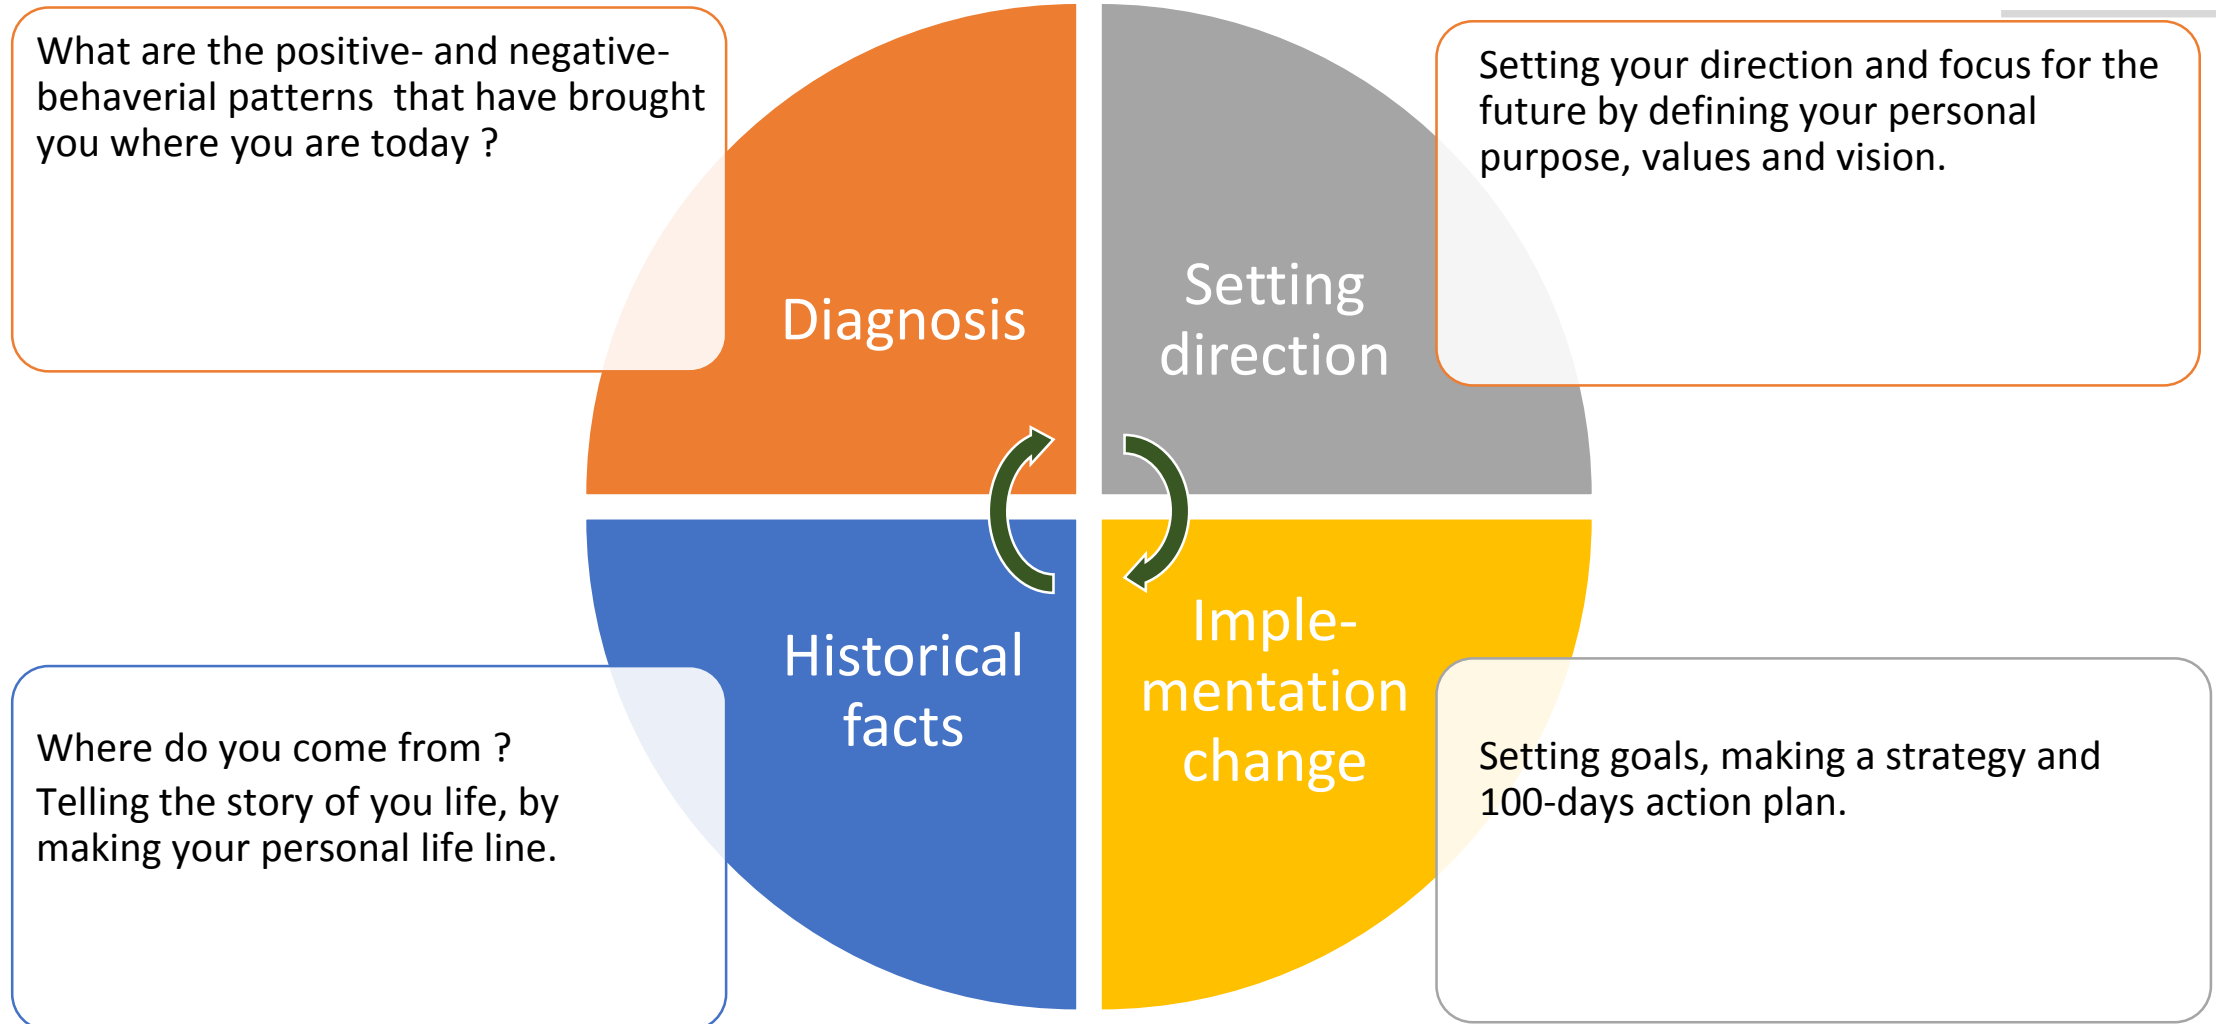 What are the positive- and negative-
behaverial patterns  that have brought
you where you are today ?
Diagnosis
Setting your direction and focus for the
future by defining your personal
purpose, values and vision.
Setting
direction
Where do you come from ?
Telling the story of you life, by
making your personal life line.
Historical
facts
Imple-
mentation
change
Setting goals, making a strategy and
100-days action plan.